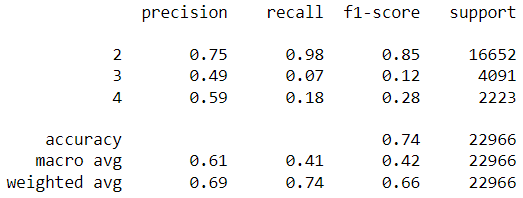 precision recall f1-score support
2 0.75 0.98 0.85 16652
3 0.49 0.07 0.12 4091
4 0.59 0.18 0.28 2223
accuracy 0.74 22966
macro avg 0.61 0.41 0.42 22966
weighted avg 0.69 0.74 0.66 22966